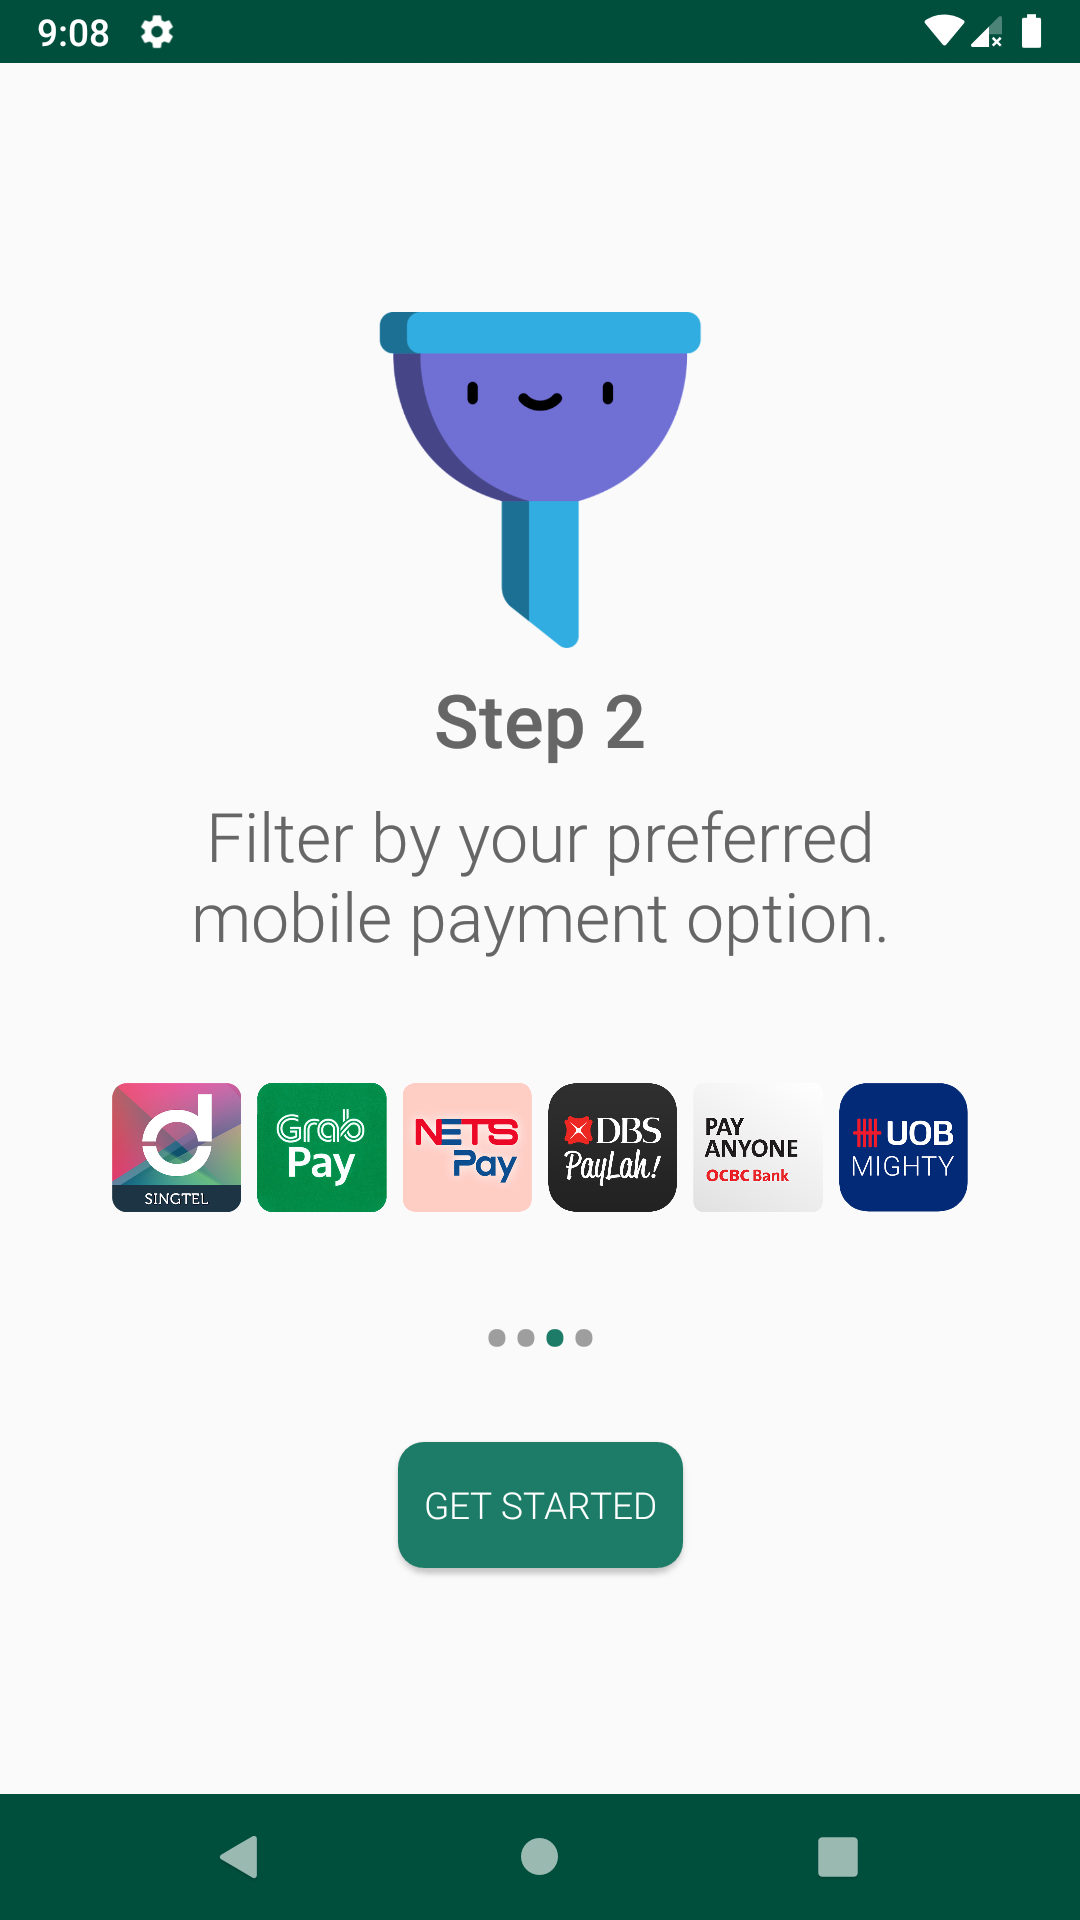 9:08
Step 2
Filter by your preferred
mobile payment option.
SINGTEL
Grab
Pay
NETS
Pay
DBS
PayLah!
PAY
ANYONE
OCBC Bank
UOB
MIGHTY
GET STARTED